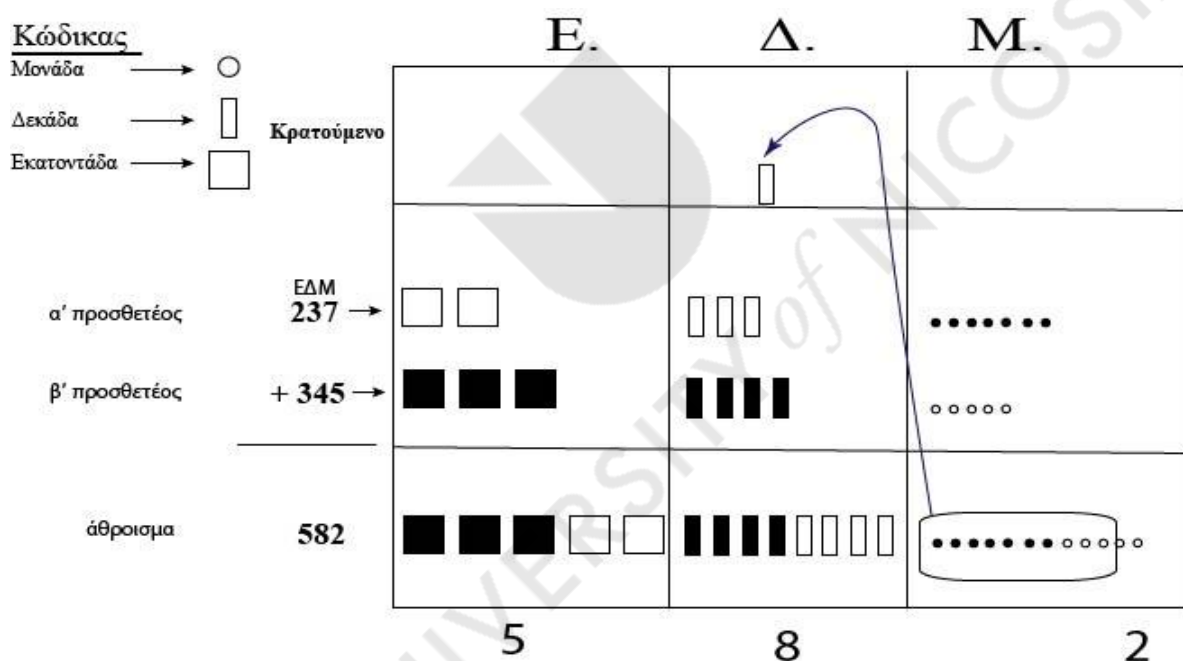 Ε. Δ. Μ.
Κώδικας
Μονάδα
Δεκάδα
Κρατούμενο
Εκατοντάδα
ΕΔΜ
α' προσθετέος 237
β' προσθετέος + 345
άθροισμα 582
5 8 2
UNIVERSITY of NICOSIA